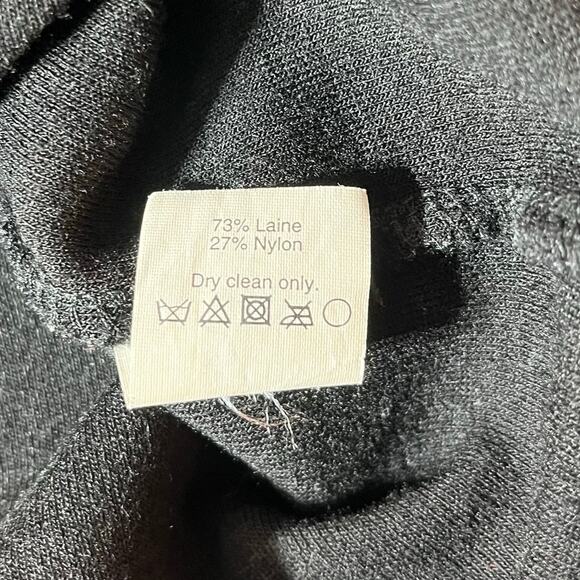 73% Laine
27% Nylon
Dry clean only.